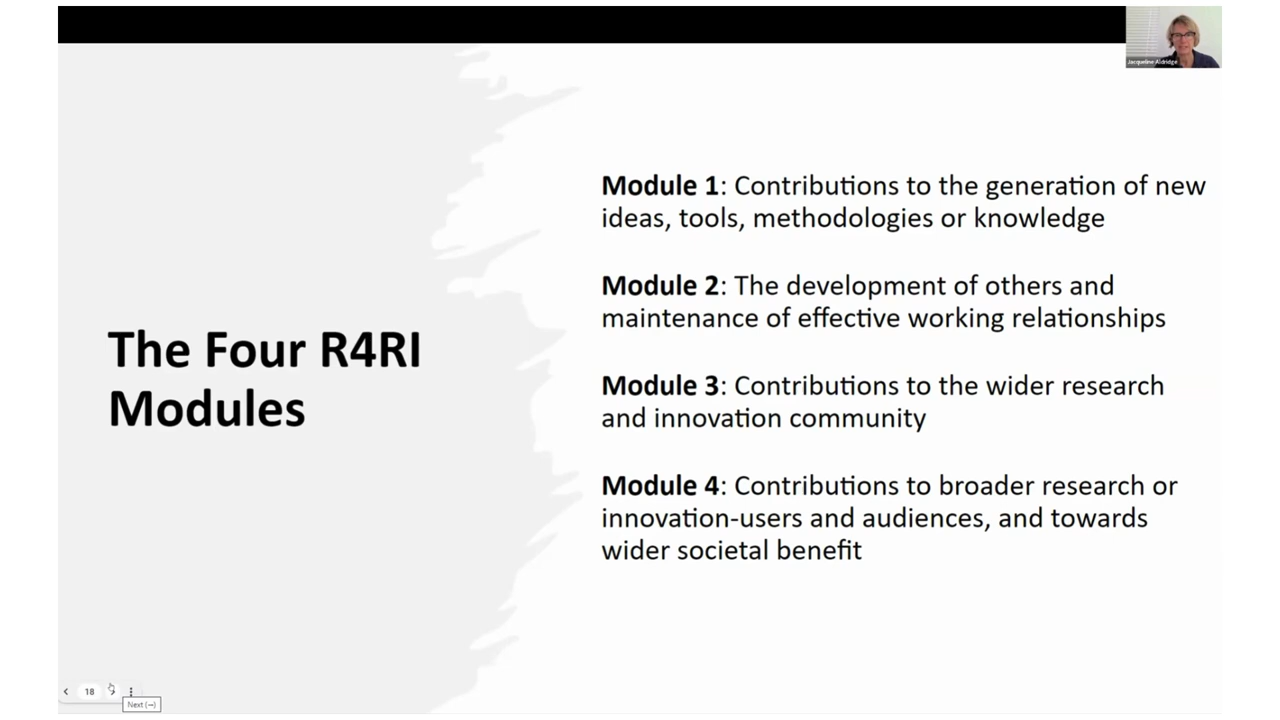 Jacqueline Aldridge
The Four R4RI
Modules
Module 1: Contributions to the generation of new
ideas, tools, methodologies or knowledge
Module 2: The development of others and
maintenance of effective working relationships
Module 3: Contributions to the wider research
and innovation community
Module 4: Contributions to broader research or
innovation-users and audiences, and towards
wider societal benefit
18
Next (→)